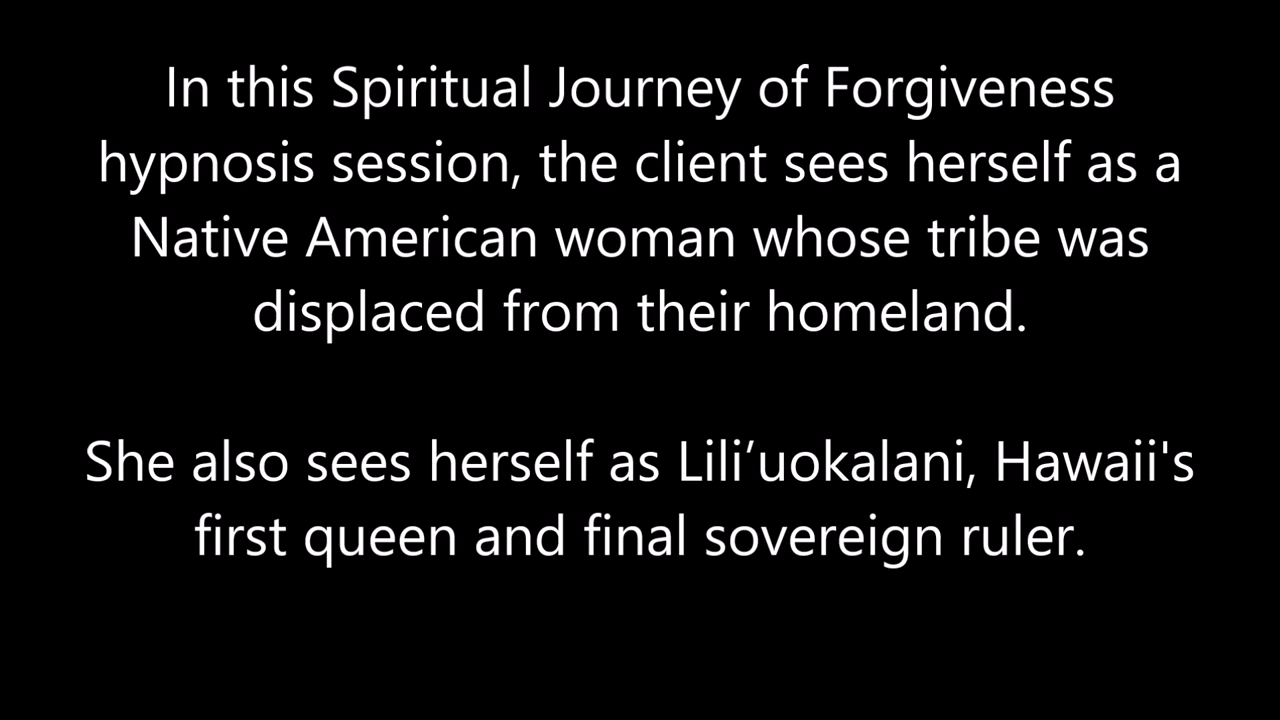 In this Spiritual Journey of Forgiveness
hypnosis session, the client sees herself as a
Native American woman whose tribe was
displaced from their homeland.
She also sees herself as Lili’uokalani, Hawaii's
first queen and final sovereign ruler.